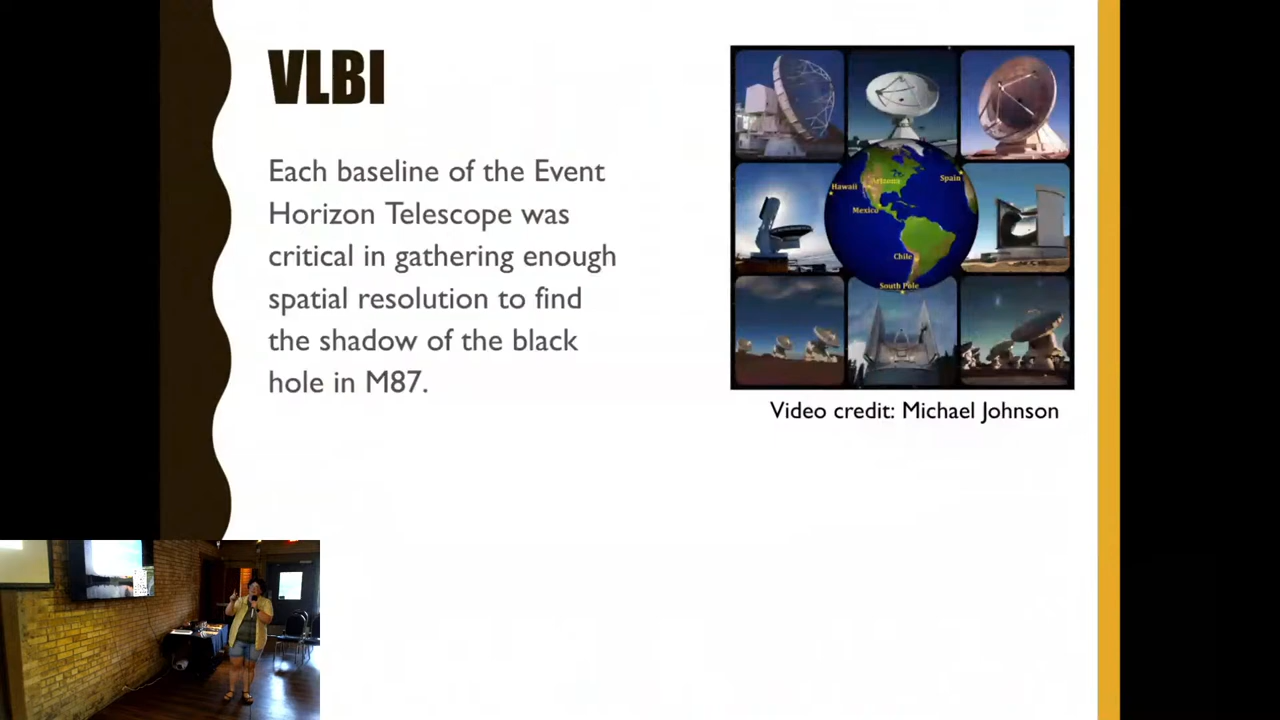 VLBI
Each baseline of the Event
Horizon Telescope was
critical in gathering enough
spatial resolution to find
the shadow of the black
hole in M87.
Hawaii
Arizona
Spain
Mexico
Chile
South Pole
Video credit: Michael Johnson